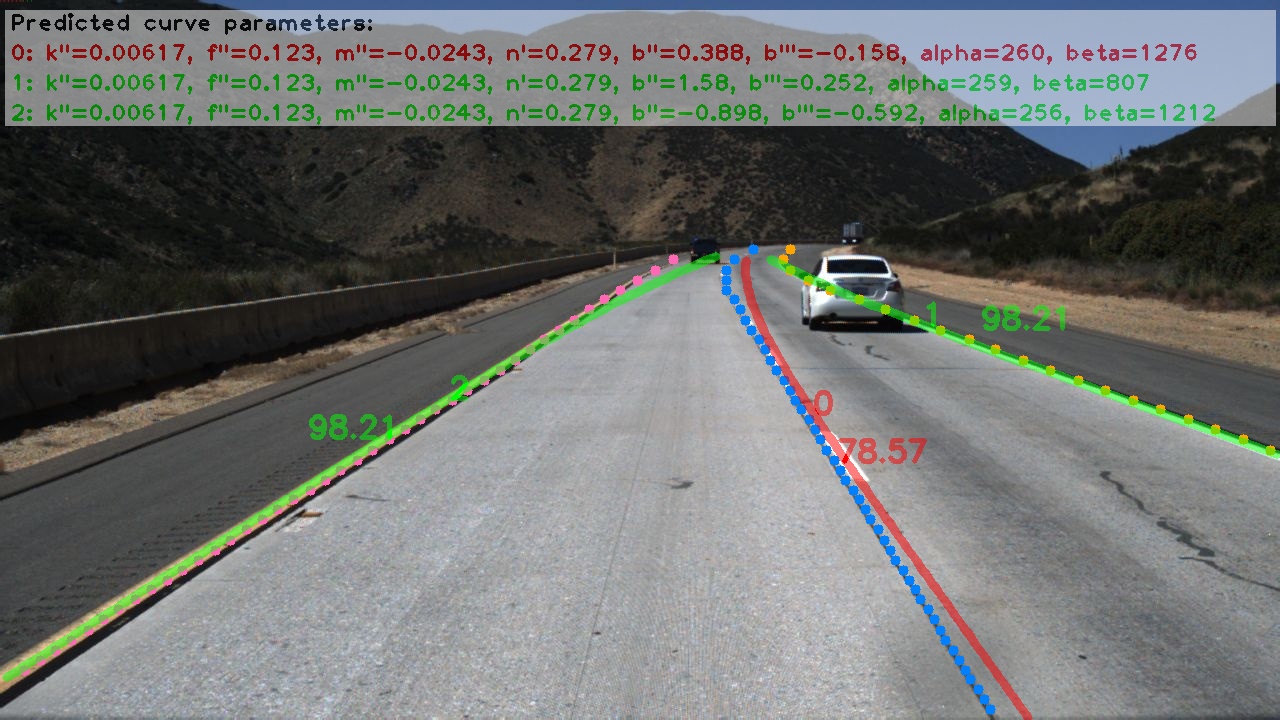 Predicted curve parameters:
0: k''=0.00617, f''=0.123, m''=-0.0243, n'=0.279, b''=0.388, b'''=-0.158, alpha=260, beta=1276
1: k''=0.00617, f''=0.123, m''=-0.0243, n'=0.279, b''=1.58, b'''=0.252, alpha=259, beta=807
2: k''=0.00617, f''=0.123, m''=-0.0243, n'=0.279, b''=-0.898, b'''=-0.592, alpha=256, beta=1212
1 98.21
2
-0
98.21
78.57